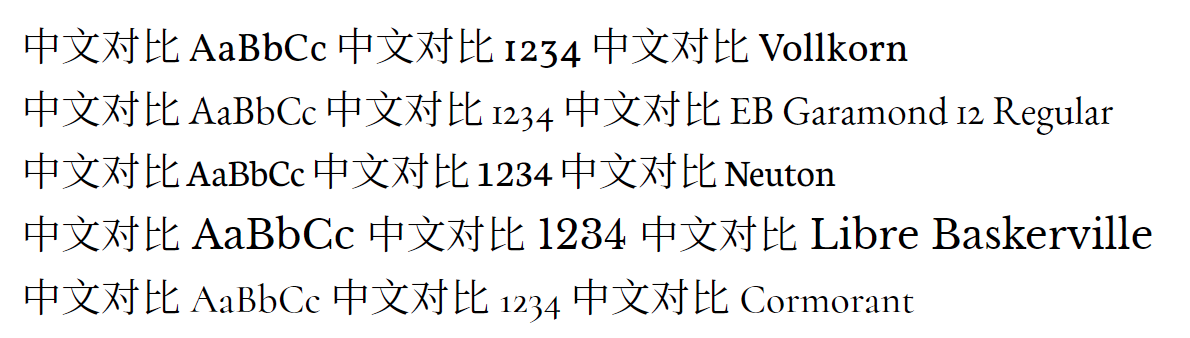 中文对比 AaBbCc 中文对比 1234 中文对比 Vollkorn
中文对比 AaBbCc 中文对比 1234 中文对比 EB Garamond 12 Regular
中文对比 AaBbCc 中文对比 1234 中文对比 Neuton
中文对比 AaBbCc 中文对比 1234 中文对比 Libre Baskerville
中文对比 AaBbCc 中文对比 1234 中文对比 Cormorant